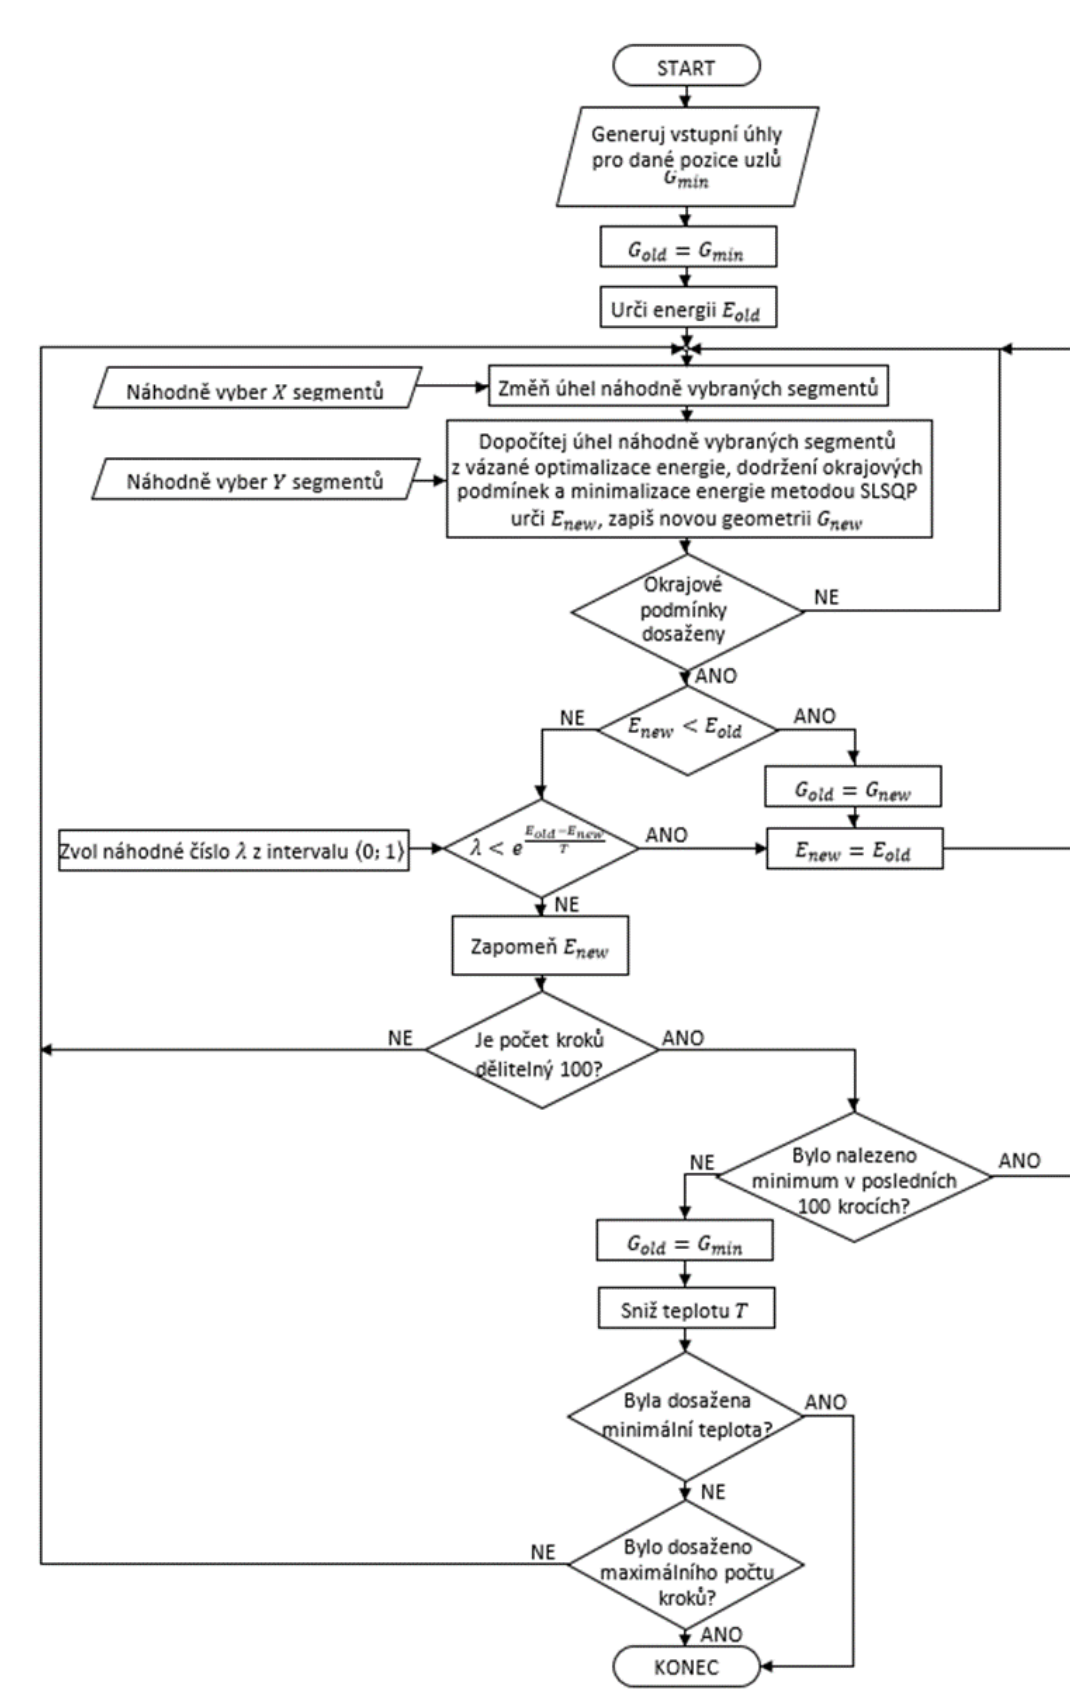 START
Generuj vstupní úhly
pro dané pozice uzlů
G_min
G_old = G_min
Urči energii E_old
Náhodně vyber X segmentů
Změň úhel náhodně vybraných segmentů
Dopočítej úhel náhodně vybraných segmentů
z vázané optimalizace energie, dodržení okrajových
podmínek a minimalizace energie metodou SLSQP
urči E_new, zapiš novou geometrii G_new
Náhodně vyber Y segmentů
Okrajové
podmínky
dosaženy
NE
ANO
E_new < E_old
NE
ANO
G_old = G_new
E_new = E_old
Zvol náhodné číslo λ z intervalu ⟨0; 1⟩
λ < e^((E_old−E_new)/T)
ANO
NE
Zapomeň E_new
Je počet kroků
dělitelný 100?
NE
ANO
Bylo nalezeno
minimum v posledních
100 krocích?
NE
ANO
G_old = G_min
Sniž teplotu T
Byla dosažena
minimální teplota?
ANO
NE
Bylo dosaženo
maximálního počtu
kroků?
NE
ANO
KONEC